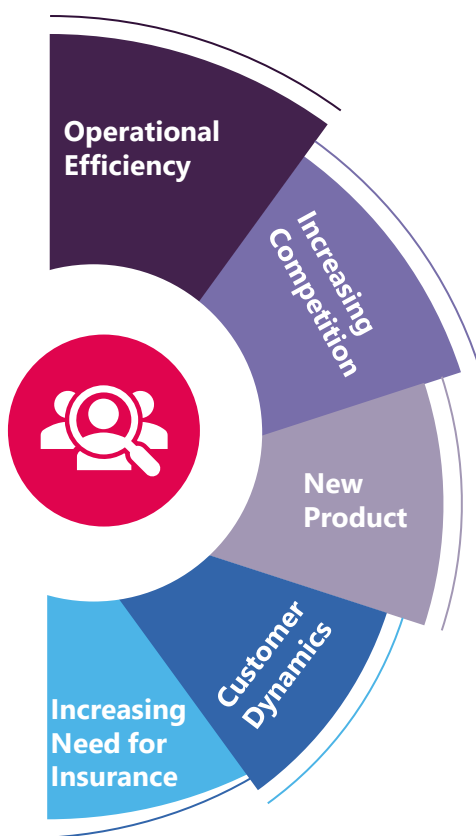 Operational
Efficiency
Increasing
Competition
New
Product
Customer
Dynamics
Increasing
Need for
Insurance